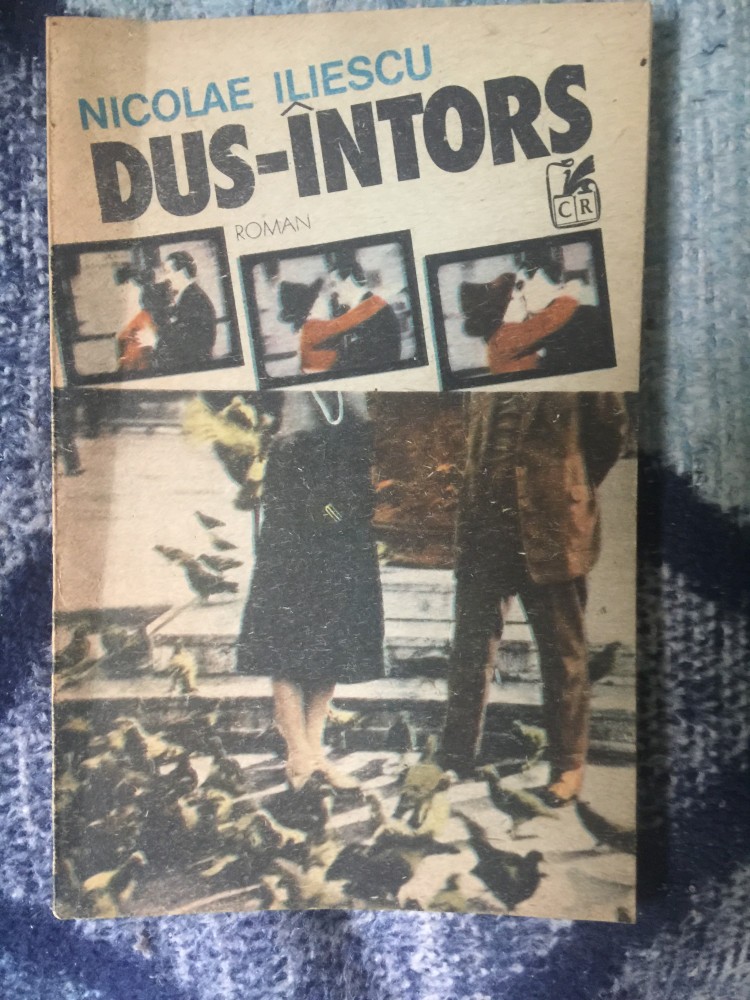 NICOLAE ILIESCU
DUS-ÎNTORS
ROMAN
CR